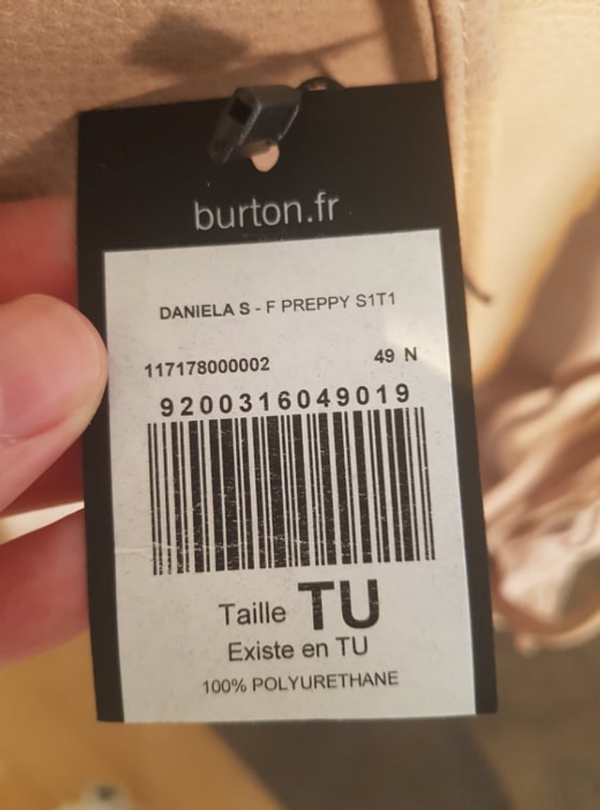 burton.fr
DANIELA S - F PREPPY S1T1
117178000002 49 N
9200316049019
Taille TU
Existe en TU
100% POLYURETHANE